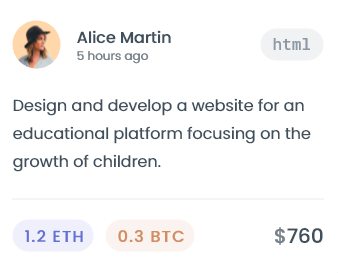 Alice Martin
5 hours ago
html
Design and develop a website for an
educational platform focusing on the
growth of children.
1.2 ETH
0.3 BTC
$760